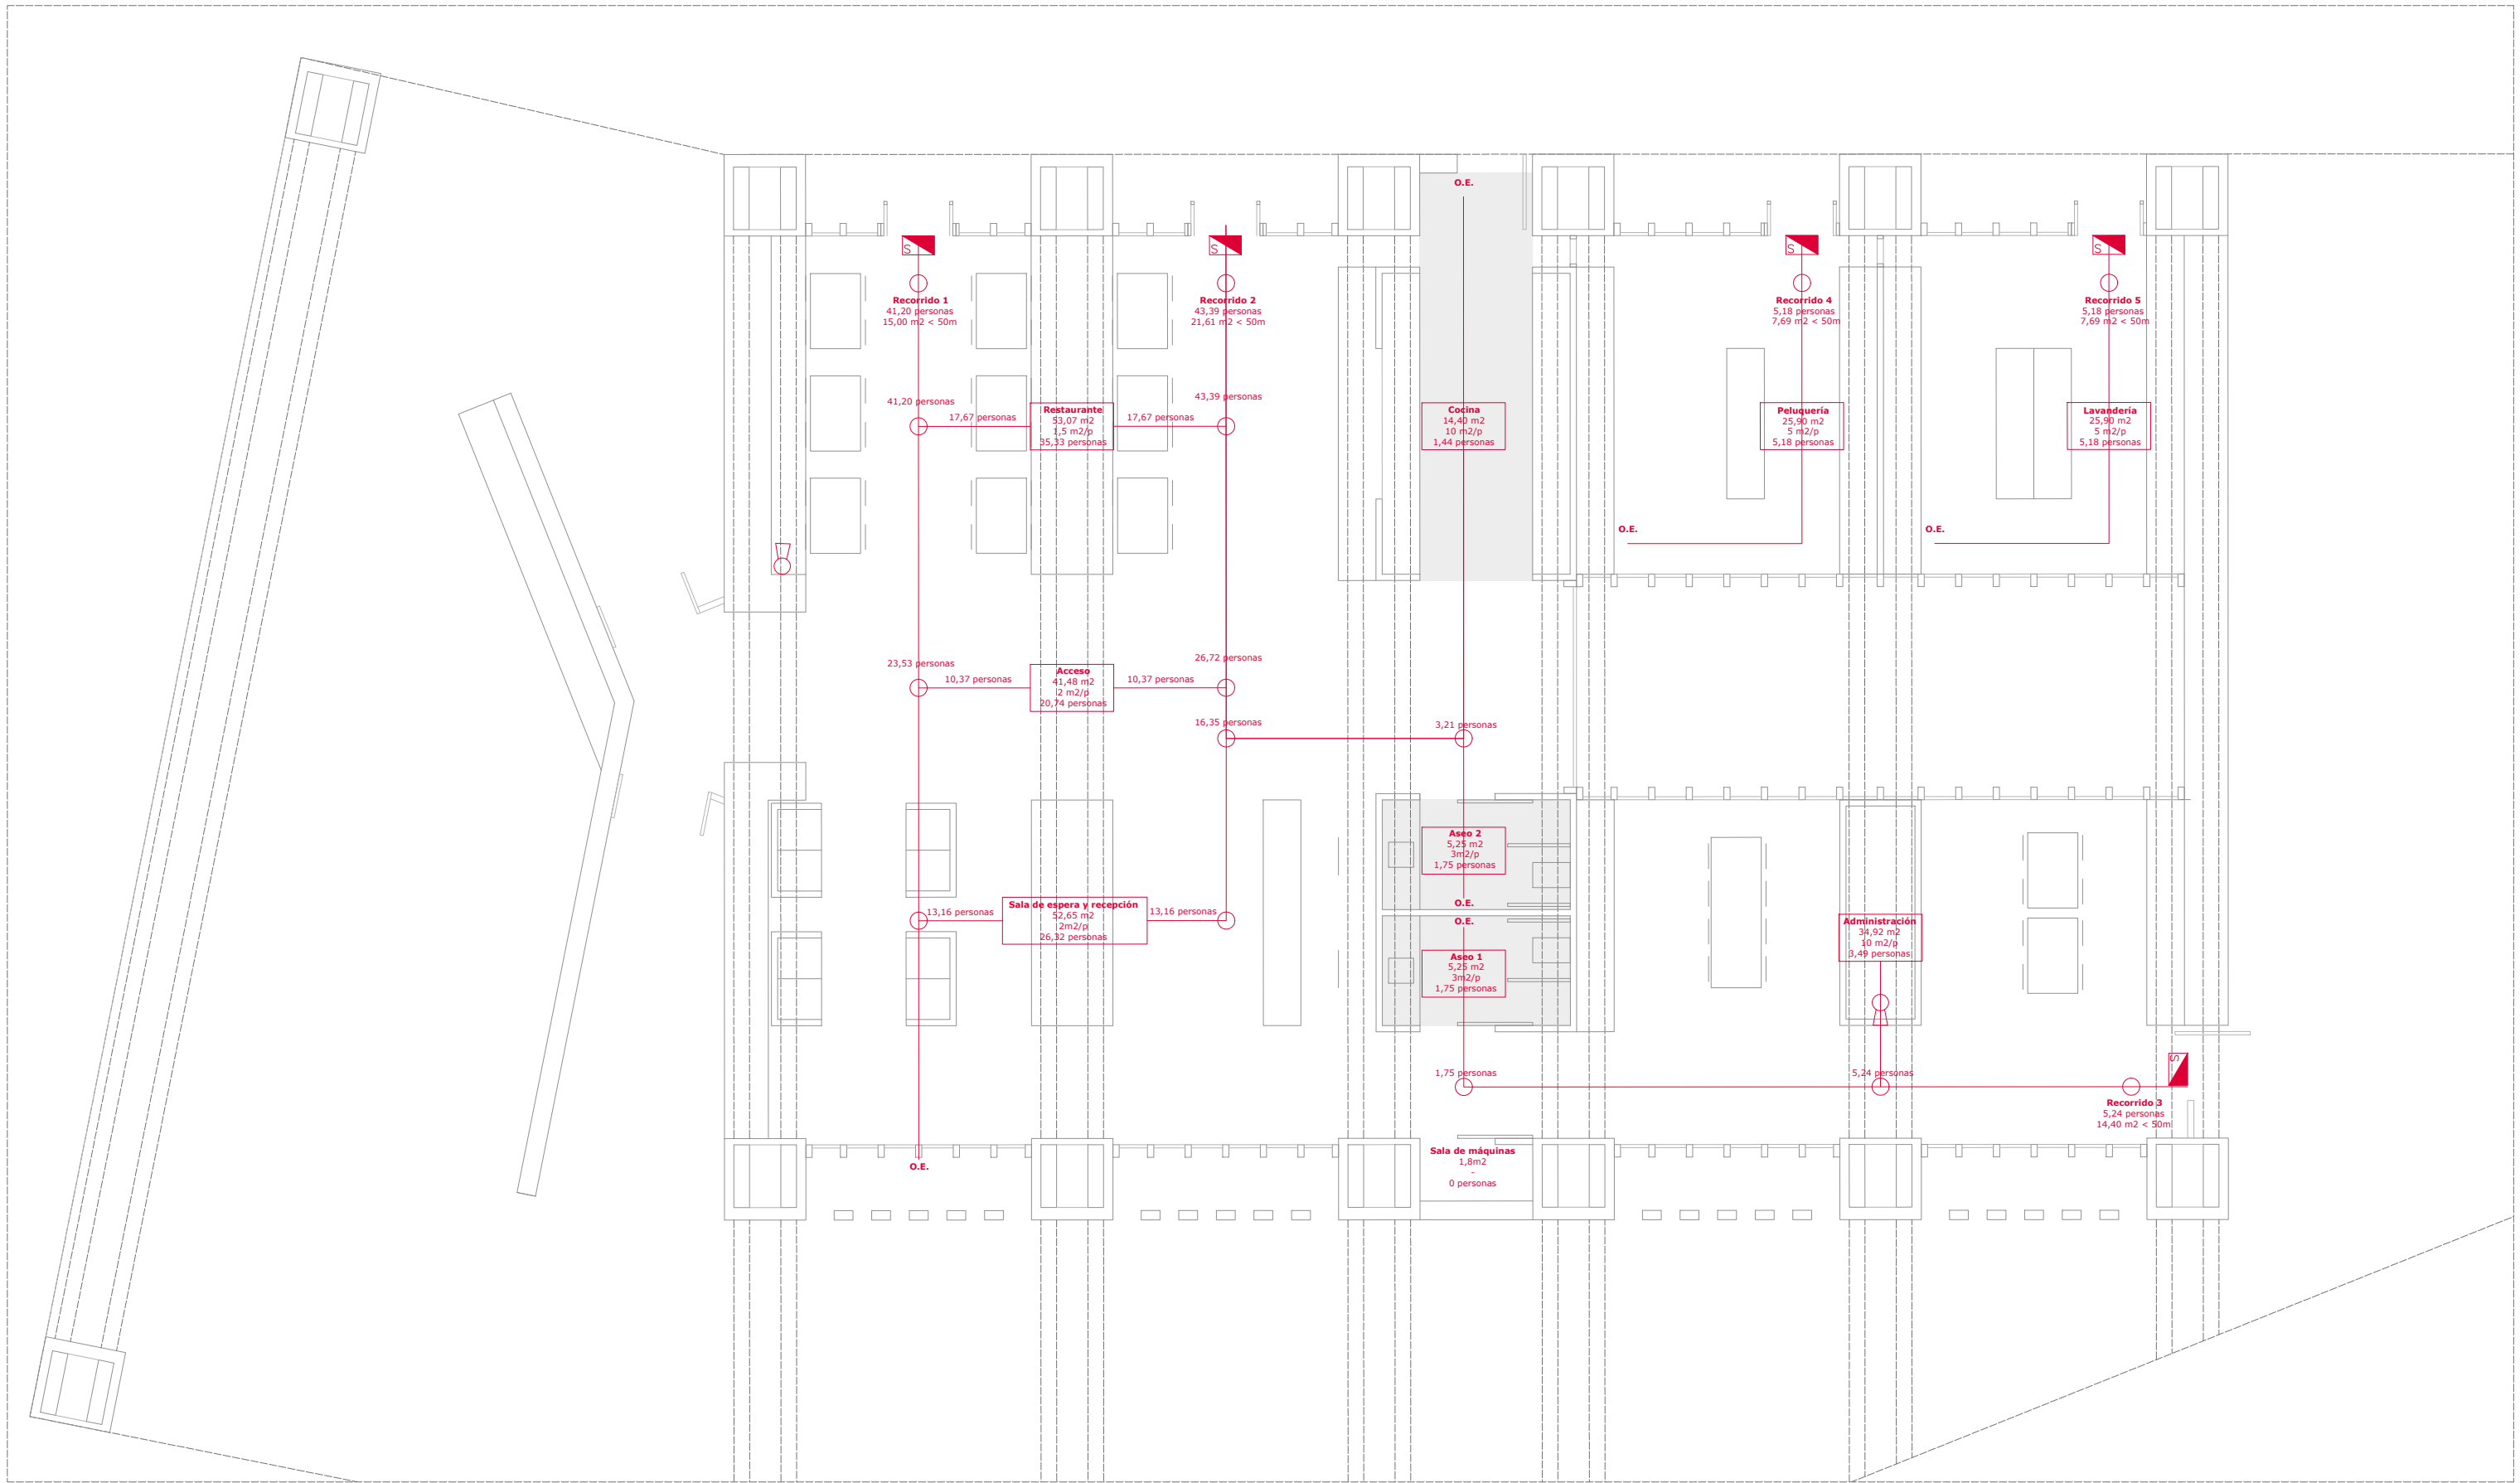 O.E.
S
S
S
S
Recorrido 1
41,20 personas
15,00 m2 < 50m
Recorrido 2
43,39 personas
21,61 m2 < 50m
Recorrido 4
5,18 personas
7,69 m2 < 50m
Recorrido 5
5,18 personas
7,69 m2 < 50m
41,20 personas
43,39 personas
17,67 personas
Restaurante
53,07 m2
1,5 m2/p
35,33 personas
17,67 personas
Cocina
14,40 m2
10 m2/p
1,44 personas
Peluquería
25,90 m2
5 m2/p
5,18 personas
Lavandería
25,90 m2
5 m2/p
5,18 personas
O.E.
O.E.
23,53 personas
26,72 personas
10,37 personas
Acceso
41,48 m2
2 m2/p
20,74 personas
10,37 personas
16,35 personas
3,21 personas
Aseo 2
5,25 m2
3m2/p
1,75 personas
O.E.
13,16 personas
Sala de espera y recepción
52,65 m2
2m2/p
26,32 personas
13,16 personas
O.E.
Administración
34,92 m2
10 m2/p
3,49 personas
Aseo 1
5,25 m2
3m2/p
1,75 personas
S
1,75 personas
5,24 personas
Recorrido 3
5,24 personas
14,40 m2 < 50m
Sala de máquinas
1,8m2
-
0 personas
O.E.